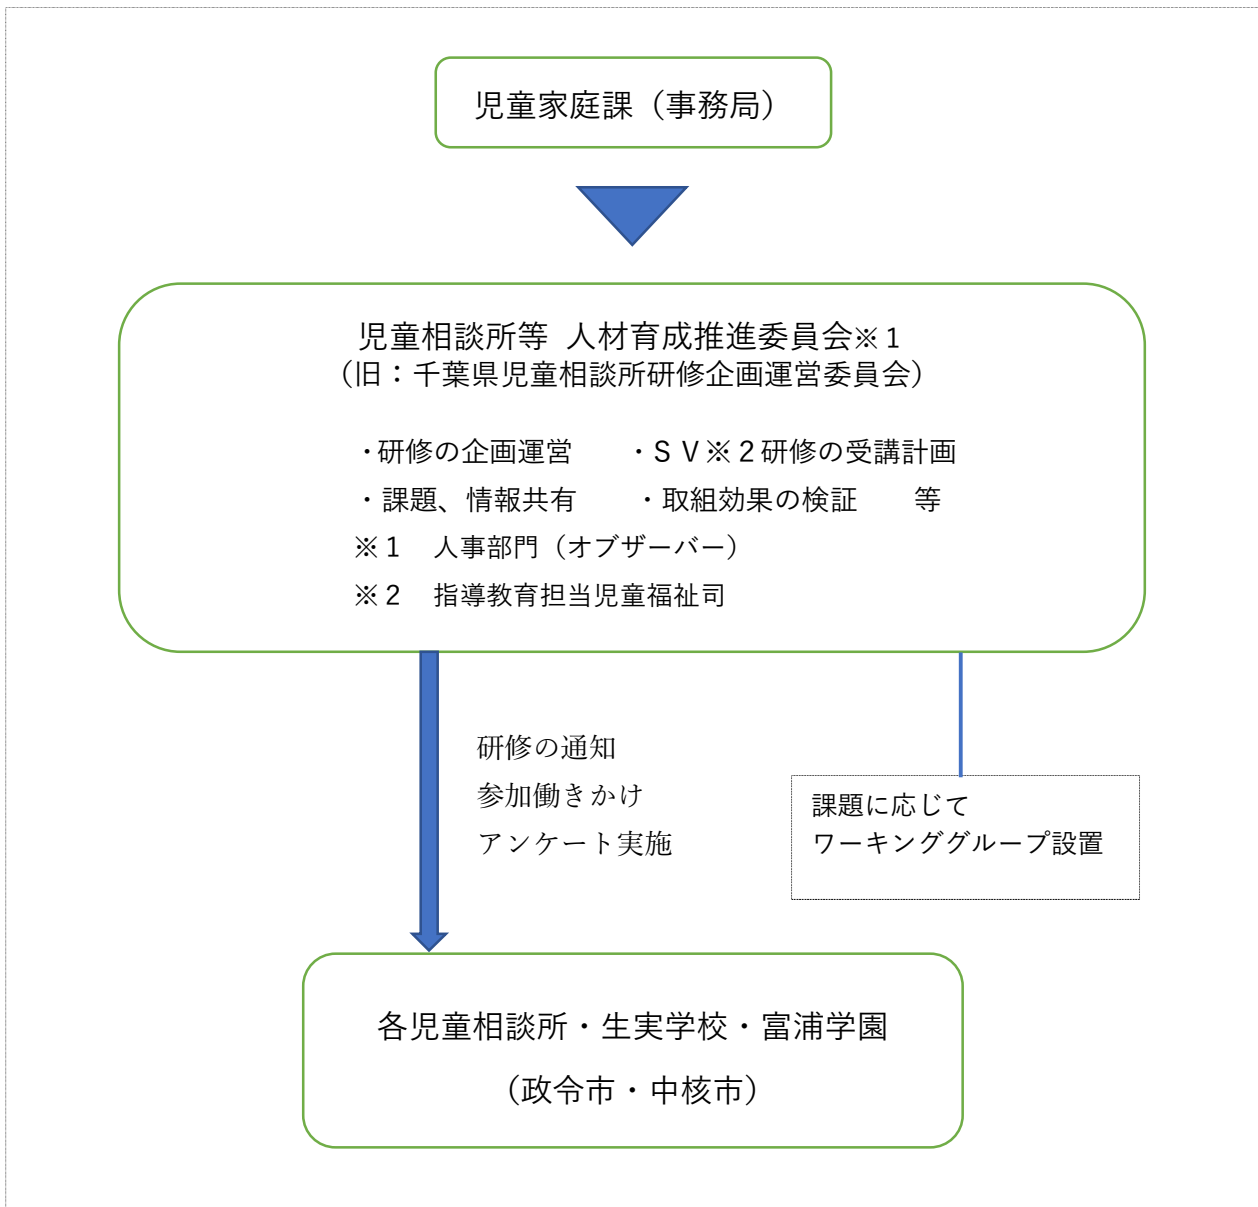 児童家庭課（事務局）
児童相談所等 人材育成推進委員会※１
（旧：千葉県児童相談所研修企画運営委員会）
・研修の企画運営　　・ＳＶ※２研修の受講計画
・課題、情報共有　　・取組効果の検証　　等
※１　人事部門（オブザーバー）
※２　指導教育担当児童福祉司
研修の通知
参加働きかけ
アンケート実施
課題に応じて
ワーキンググループ設置
各児童相談所・生実学校・富浦学園
（政令市・中核市）